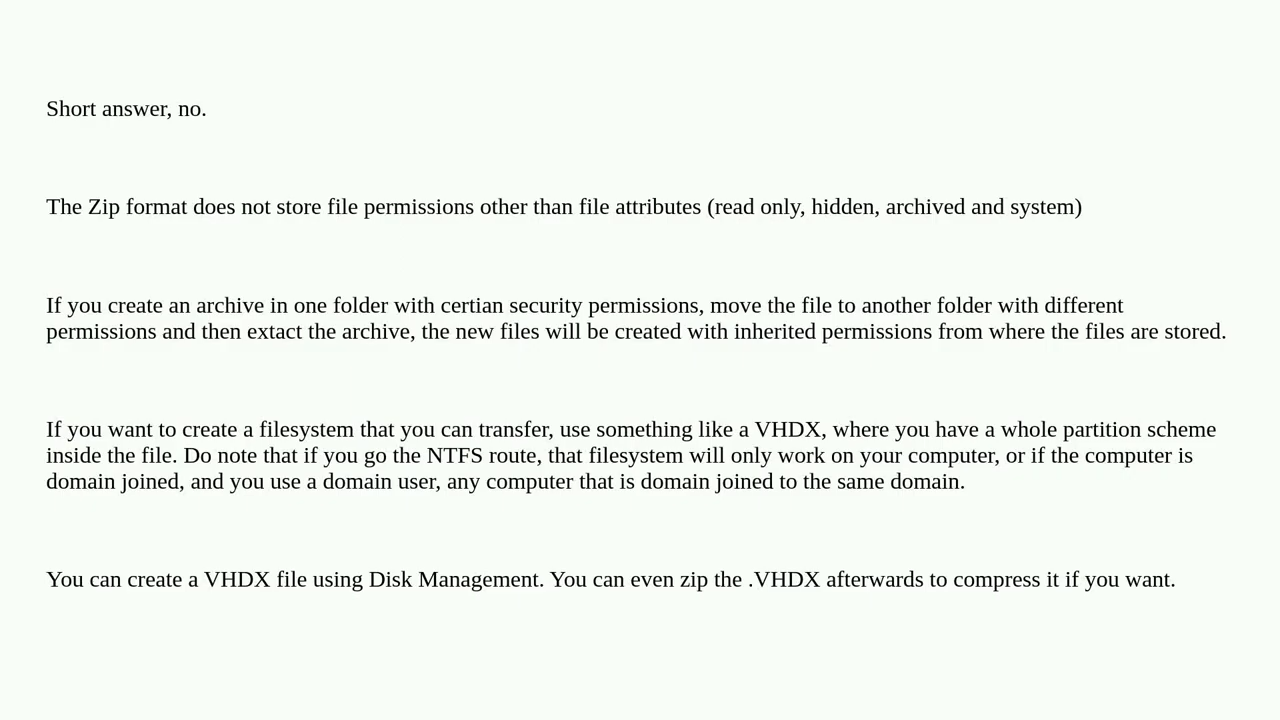 Short answer, no.
The Zip format does not store file permissions other than file attributes (read only, hidden, archived and system)
If you create an archive in one folder with certian security permissions, move the file to another folder with different
permissions and then extact the archive, the new files will be created with inherited permissions from where the files are stored.
If you want to create a filesystem that you can transfer, use something like a VHDX, where you have a whole partition scheme
inside the file. Do note that if you go the NTFS route, that filesystem will only work on your computer, or if the computer is
domain joined, and you use a domain user, any computer that is domain joined to the same domain.
You can create a VHDX file using Disk Management. You can even zip the .VHDX afterwards to compress it if you want.